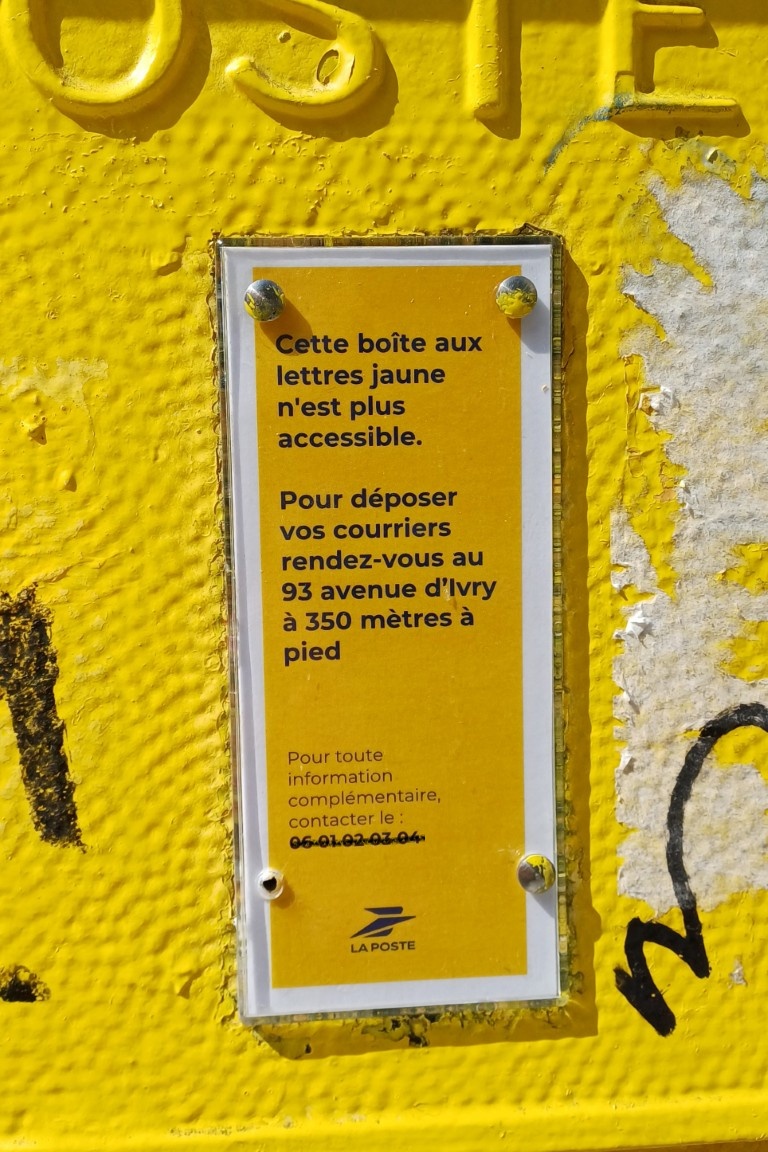 OSTE
Cette boîte aux
lettres jaune
n'est plus
accessible.
Pour déposer
vos courriers
rendez-vous au
93 avenue d'Ivry
à 350 mètres à
pied
Pour toute
information
complémentaire,
contacter le :
06 01 02 03 04
LA POSTE